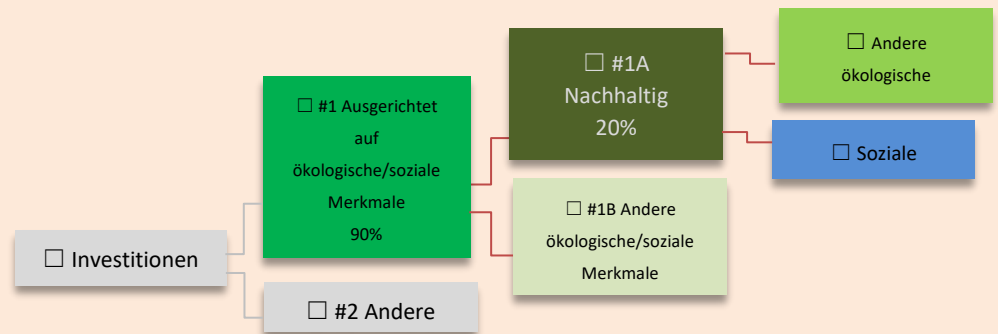 ☐ Investitionen
☐ #1 Ausgerichtet
auf
ökologische/soziale
Merkmale
90%
☐ #2 Andere
☐ #1A
Nachhaltig
20%
☐ #1B Andere
ökologische/soziale
Merkmale
☐ Andere
ökologische
☐ Soziale